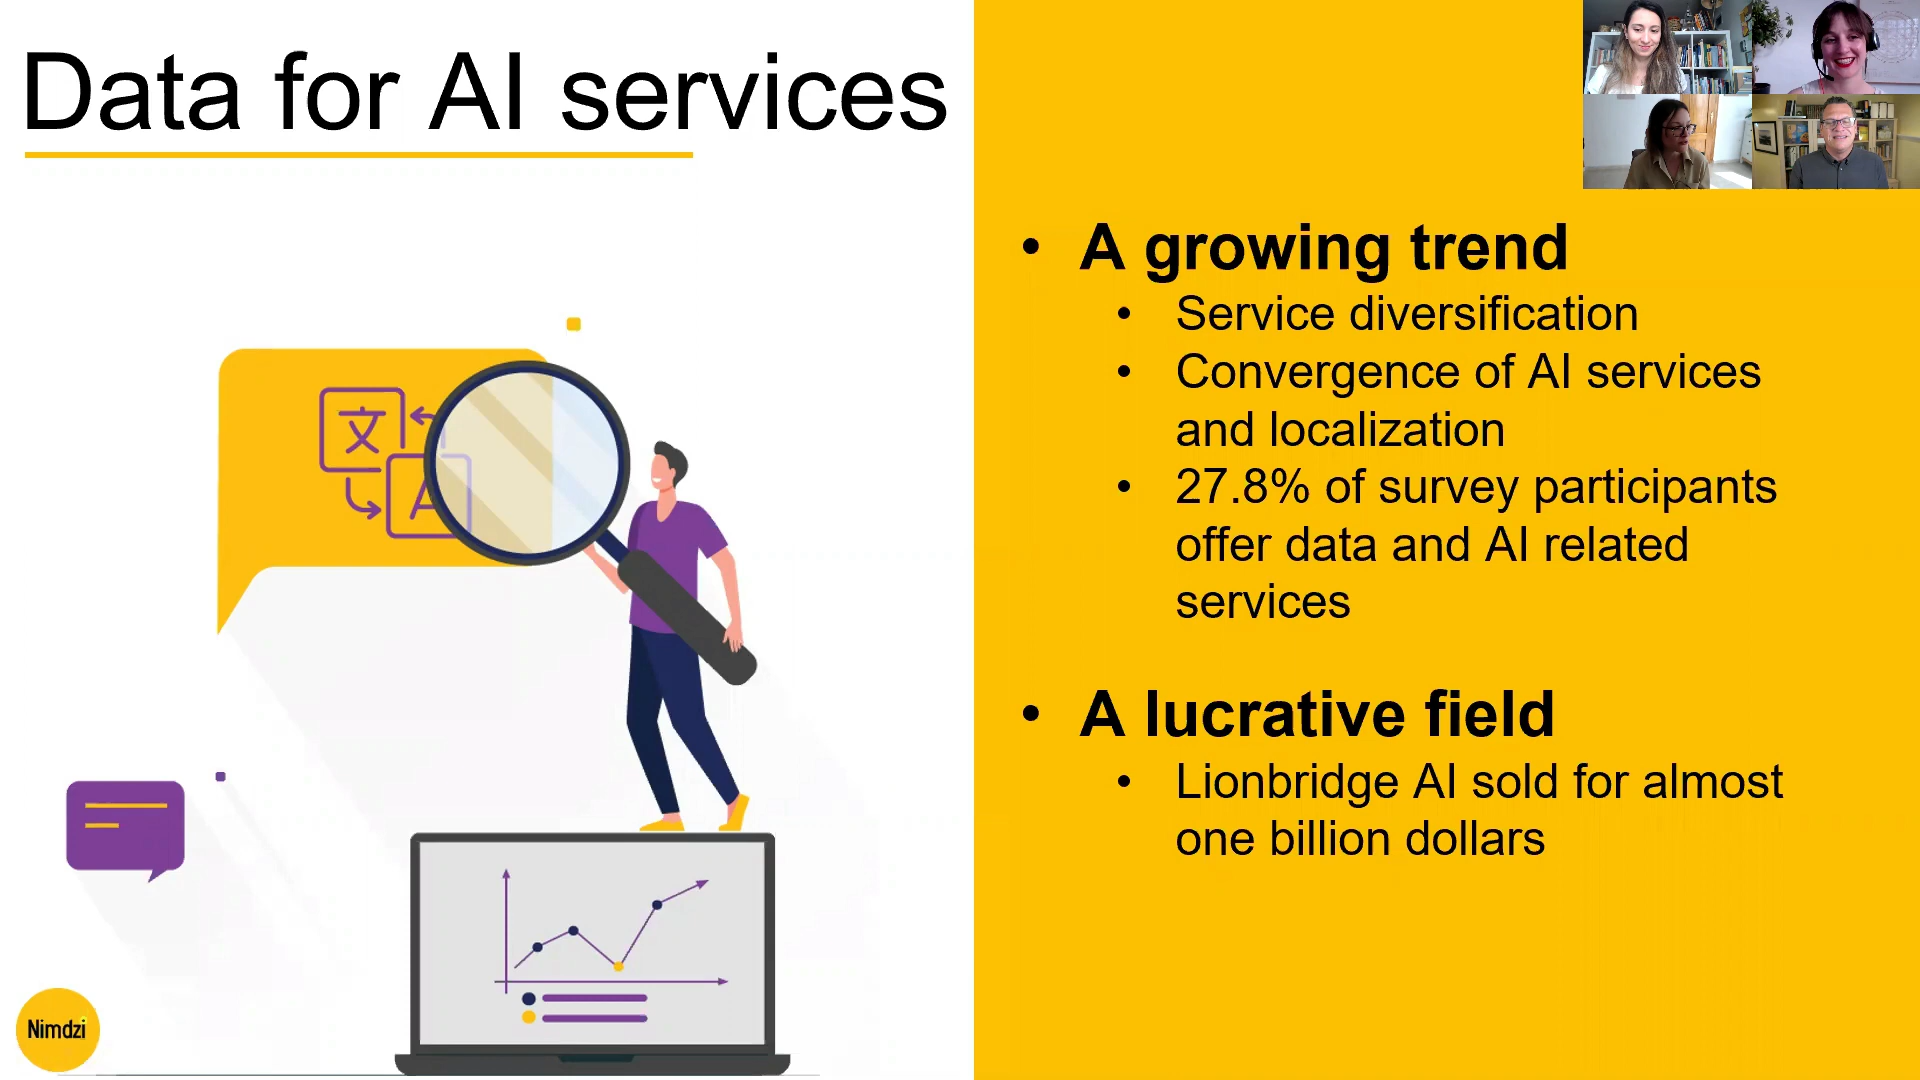 Data for AI services
• A growing trend
• Service diversification
• Convergence of AI services
and localization
• 27.8% of survey participants
offer data and AI related
services
• A lucrative field
• Lionbridge AI sold for almost
one billion dollars
文
A
Nimdzi